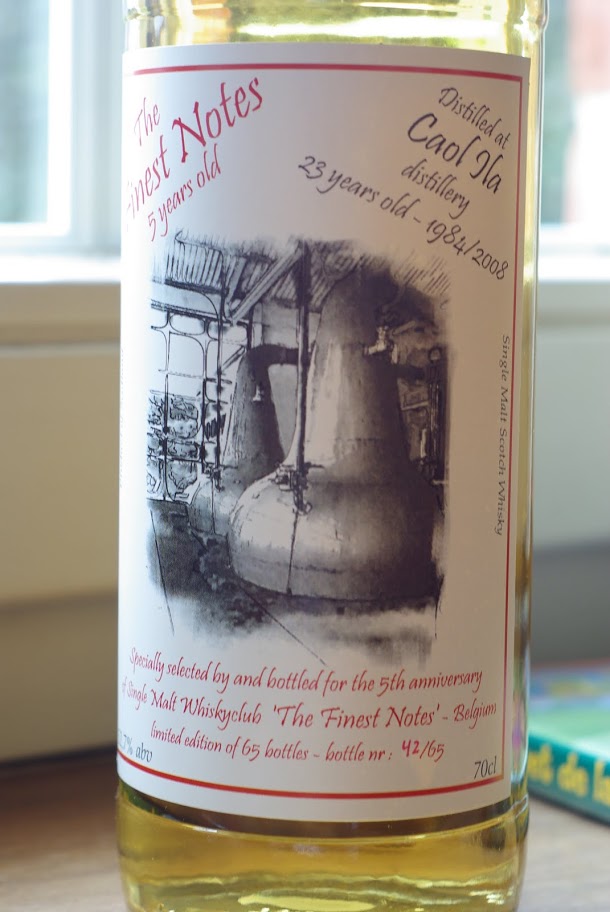 The
Finest Notes
5 years old
Distilled at
Caol Ila
distillery
23 years old - 1984/2008
Single Malt Scotch Whisky
Specially selected by and bottled for the 5th anniversary
of Single Malt Whiskyclub 'The Finest Notes' - Belgium
limited edition of 65 bottles - bottle nr : 42/65
abv
70cl